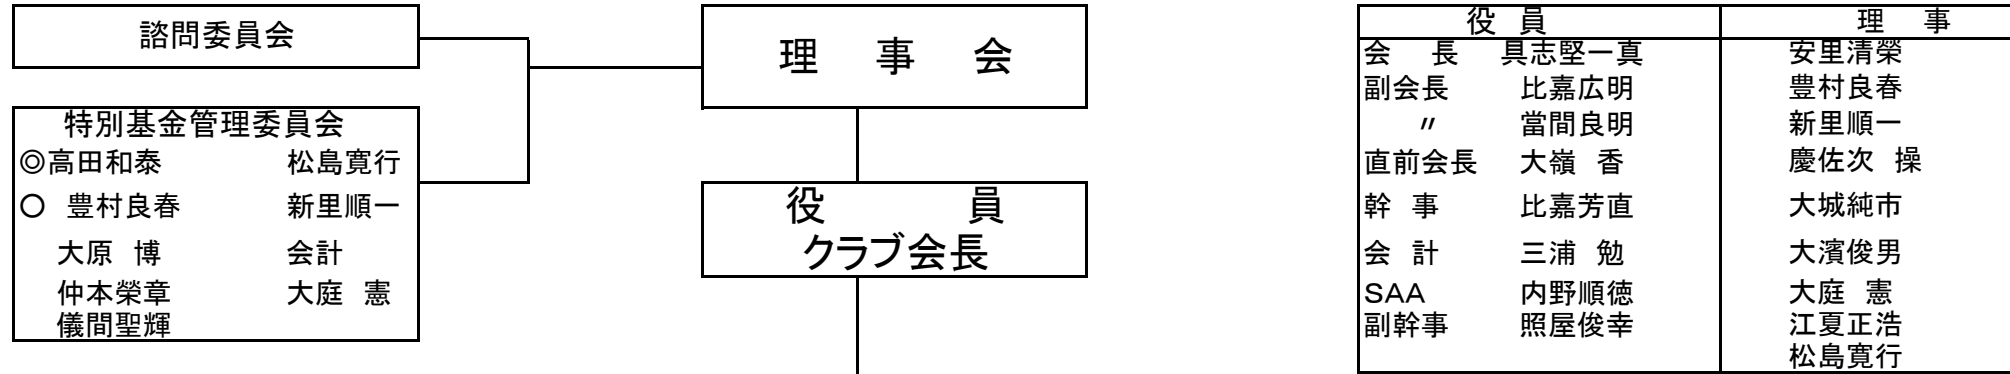 諮問委員会
特別基金管理委員会
◎高田和泰 松島寛行
○ 豊村良春 新里順一
大原 博 会計
仲本榮章 大庭 憲
儀間聖輝
理 事 会
役 員
クラブ会長
役 員 理 事
会 長 具志堅一真 安里清榮
副会長 比嘉広明 豊村良春
〃 當間良明 新里順一
直前会長 大嶺 香 慶佐次 操
幹 事 比嘉芳直 大城純市
会 計 三浦 勉 大濱俊男
SAA 内野順徳 大庭 憲
副幹事 照屋俊幸 江夏正浩
松島寛行